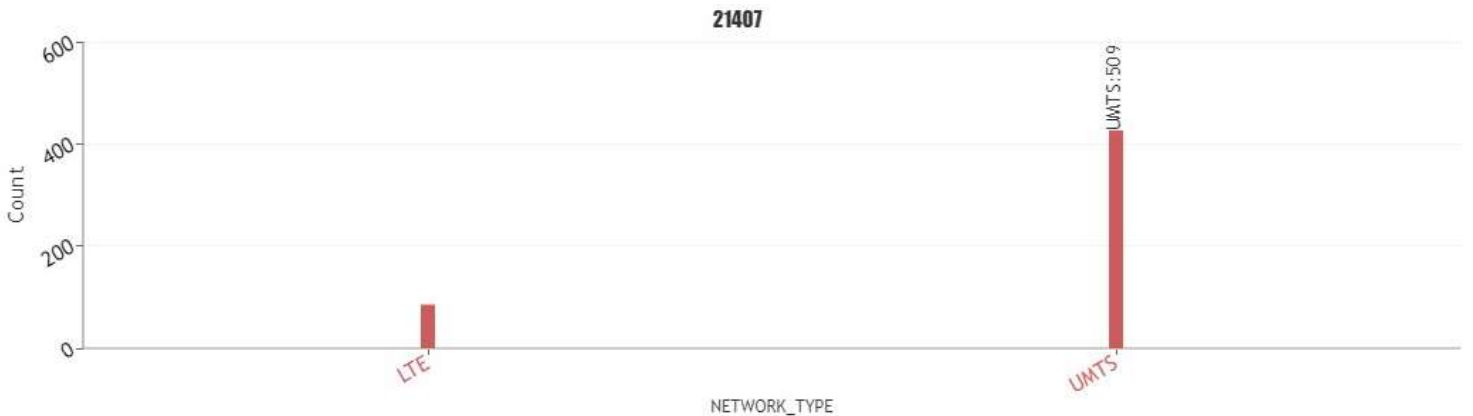 21407
600
400
200
0
Count
UMTS:509
LTE
UMTS
NETWORK_TYPE